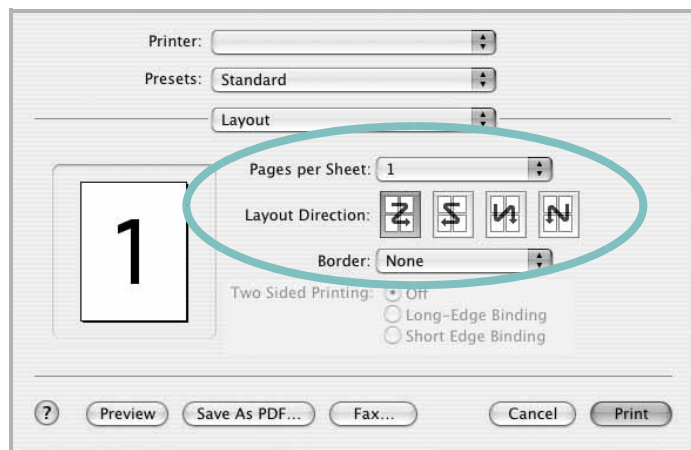 Printer:
Presets: Standard
Layout
Pages per Sheet: 1
1
Layout Direction:
Border: None
Two Sided Printing: Off
Long-Edge Binding
Short Edge Binding
? Preview Save As PDF... Fax... Cancel Print